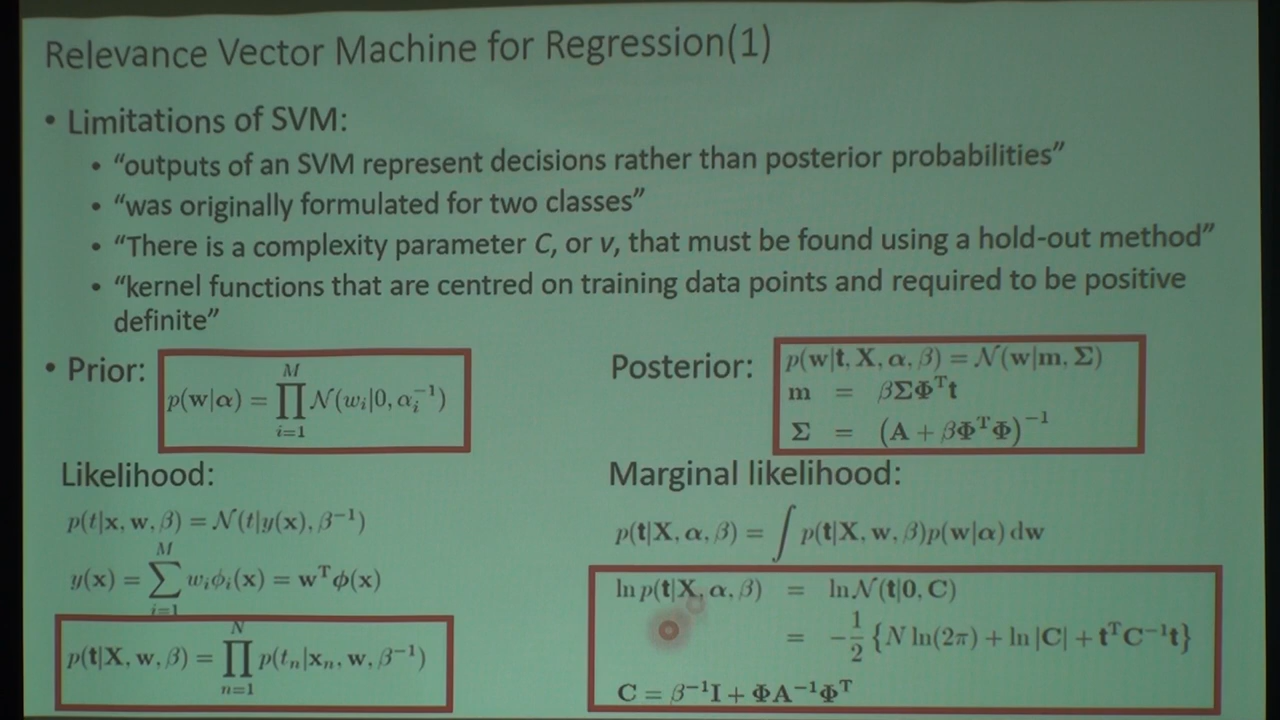 Relevance Vector Machine for Regression(1)
• Limitations of SVM:
• “outputs of an SVM represent decisions rather than posterior probabilities”
• “was originally formulated for two classes”
• “There is a complexity parameter C, or ν, that must be found using a hold-out method”
• “kernel functions that are centred on training data points and required to be positive
definite”
• Prior:
p(w|α) = ∏_{i=1}^{M} N(w_i|0, α_i^{-1})
Posterior:
p(w|t, X, α, β) = N(w|m, Σ)
m = βΣΦ^T t
Σ = (A + βΦ^TΦ)^{-1}
Likelihood:
p(t|x, w, β) = N(t|y(x), β^{-1})
y(x) = ∑_{i=1}^{M} w_i φ_i(x) = w^T φ(x)
p(t|X, w, β) = ∏_{n=1}^{N} p(t_n|x_n, w, β^{-1})
Marginal likelihood:
p(t|X, α, β) = ∫ p(t|X, w, β)p(w|α) dw
ln p(t|X, α, β) = ln N(t|0, C)
= -\frac{1}{2} {N ln(2π) + ln |C| + t^T C^{-1} t}
C = β^{-1}I + ΦA^{-1}Φ^T